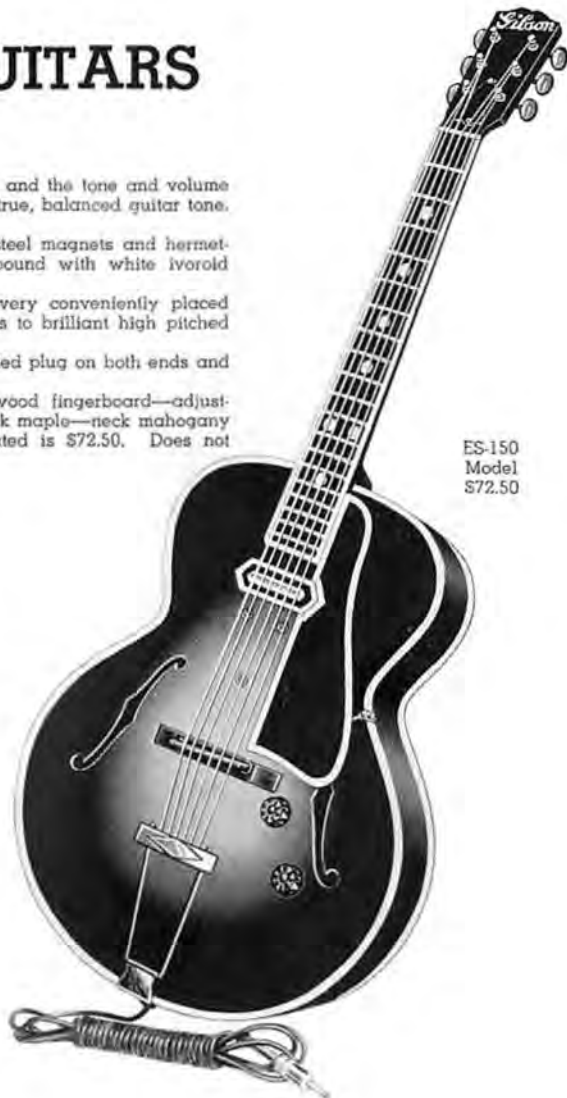 UITARS
Gibson
and the tone and volume
true, balanced guitar tone.
steel magnets and hermet-
bound with white ivoroid
very conveniently placed
s to brilliant high pitched
ed plug on both ends and
wood fingerboard—adjust-
k maple—neck mahogany
ted is $72.50. Does not
ES-150
Model
$72.50